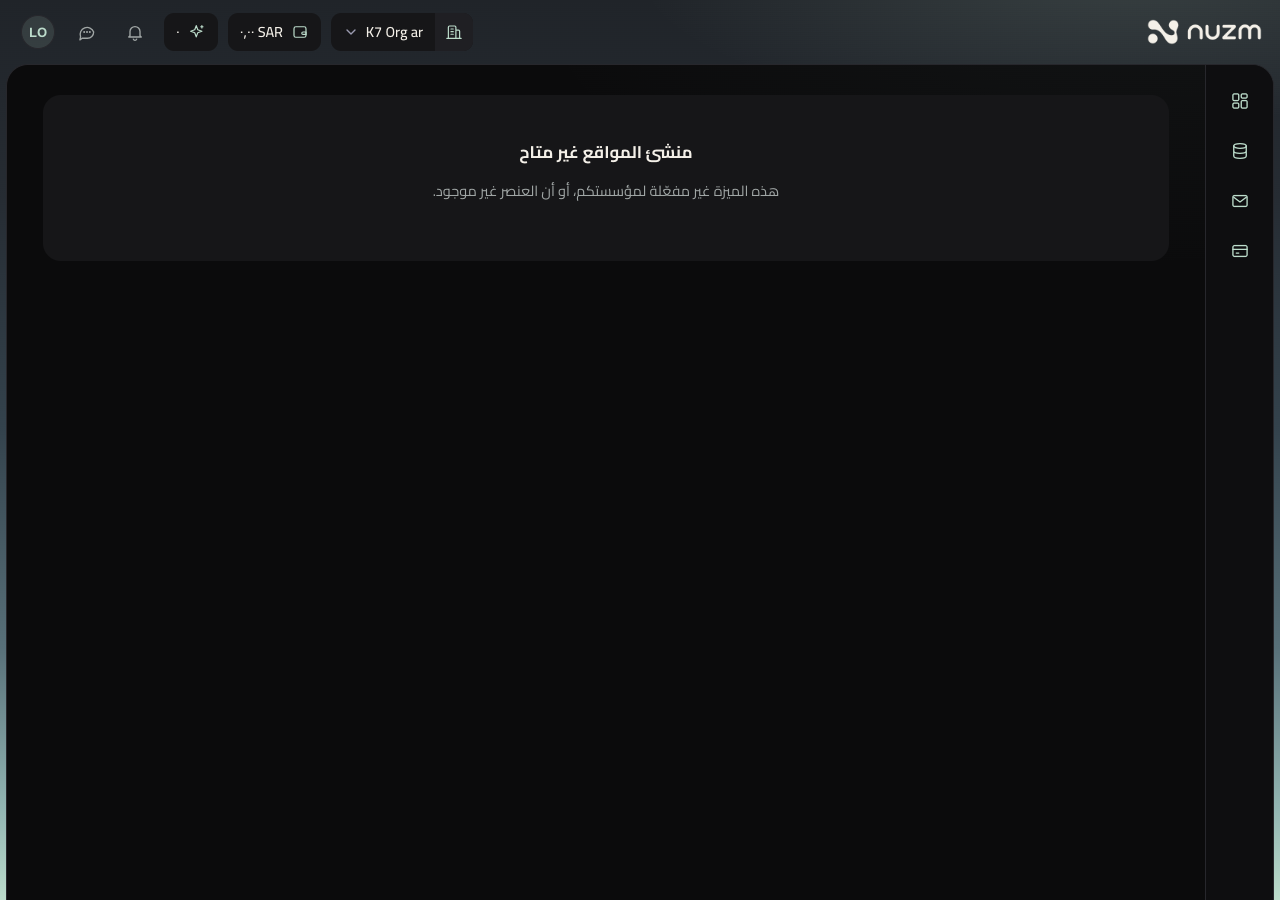 nuzm
K7 Org ar
٠,٠٠ SAR
٠
LO
منشئ المواقع غير متاح
هذه الميزة غير مفعّلة لمؤسستكم، أو أن العنصر غير موجود.